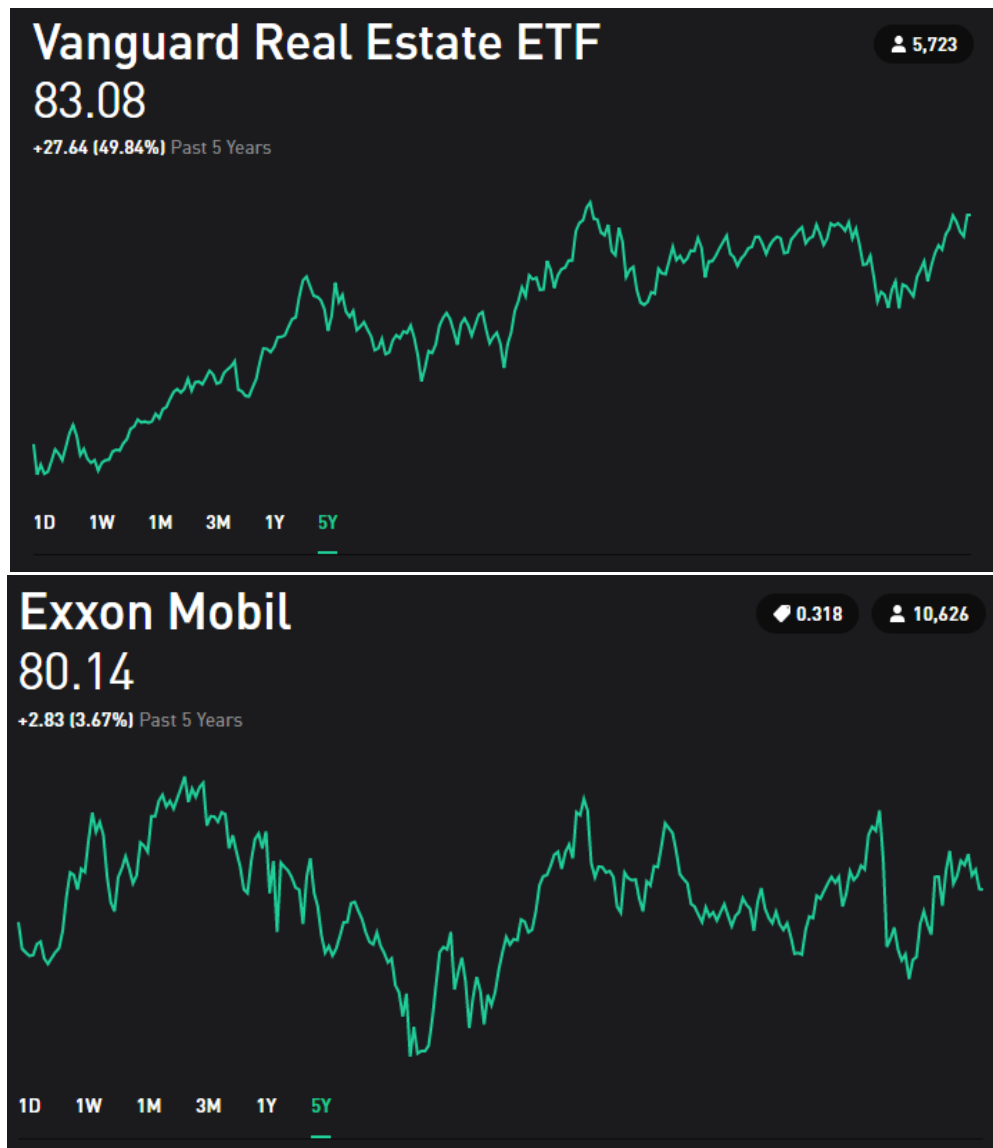 Vanguard Real Estate ETF
5,723
83.08
+27.64 (49.84%) Past 5 Years
1D 1W 1M 3M 1Y 5Y
Exxon Mobil
0.318 10,626
80.14
+2.83 (3.67%) Past 5 Years
1D 1W 1M 3M 1Y 5Y